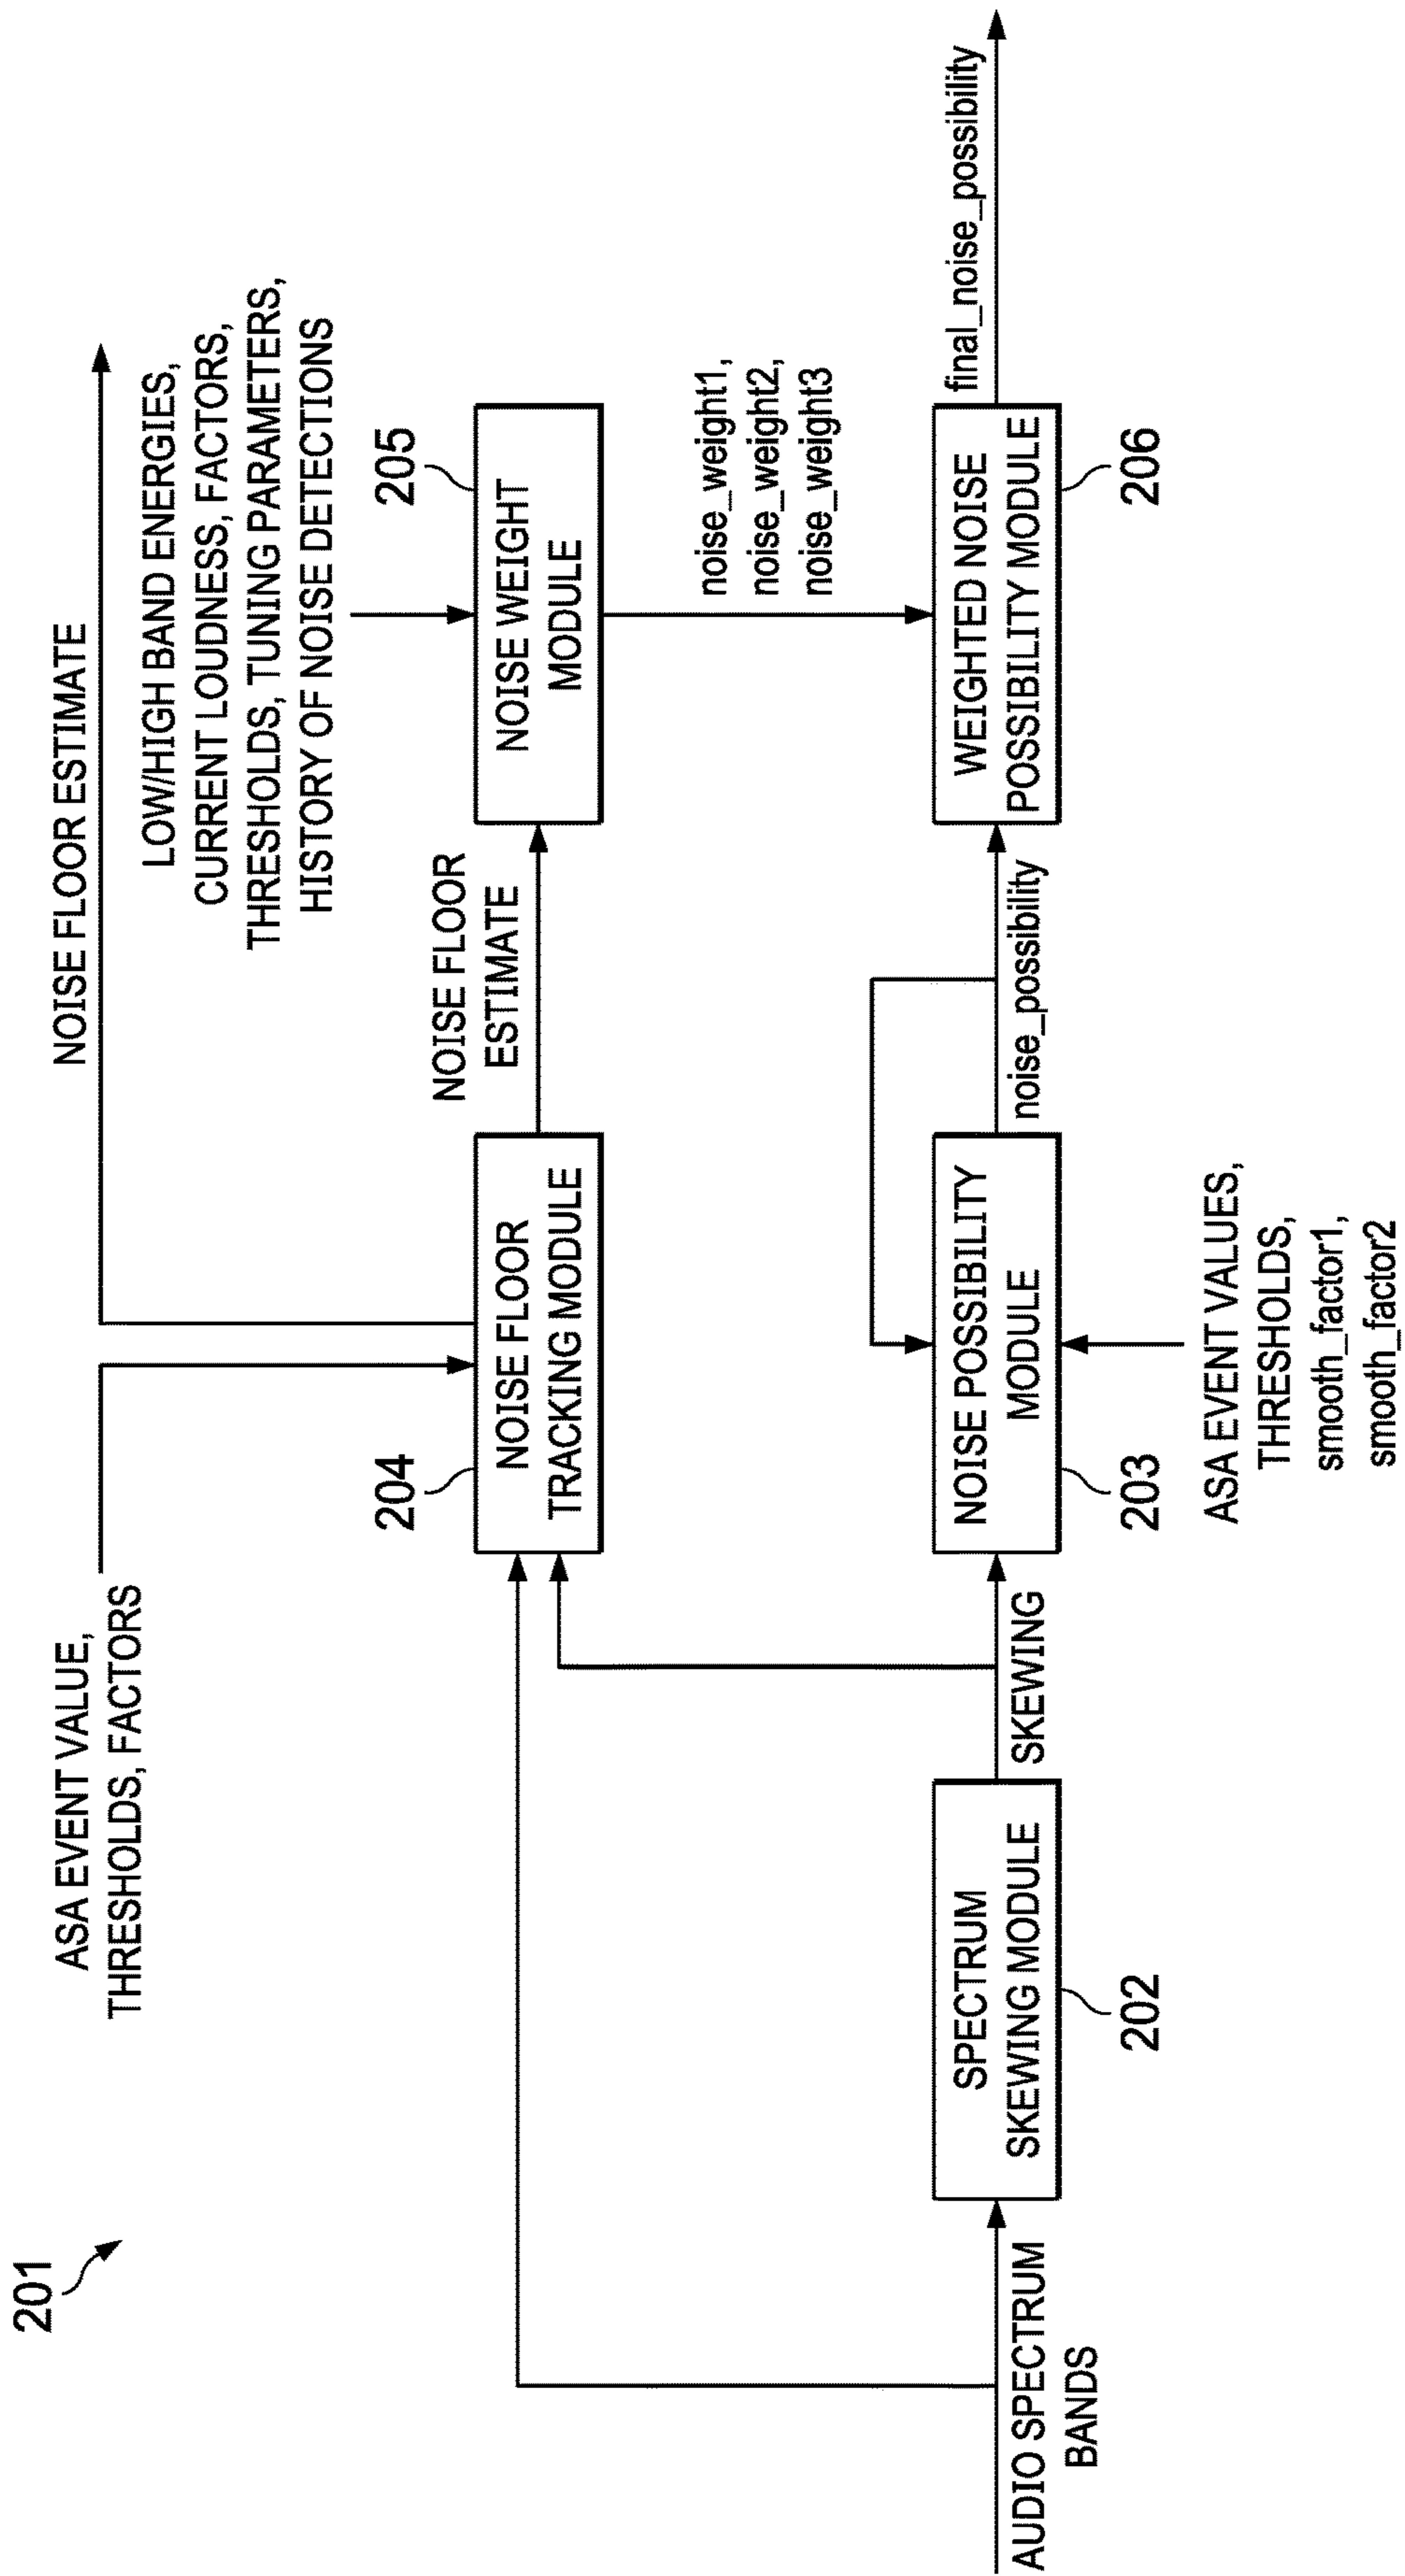 201
ASA EVENT VALUE,
THRESHOLDS, FACTORS
NOISE FLOOR ESTIMATE
LOW/HIGH BAND ENERGIES,
CURRENT LOUDNESS, FACTORS,
THRESHOLDS, TUNING PARAMETERS,
HISTORY OF NOISE DETECTIONS
204
NOISE FLOOR
TRACKING MODULE
NOISE FLOOR
ESTIMATE
205
NOISE WEIGHT
MODULE
noise_weight1,
noise_weight2,
noise_weight3
AUDIO SPECTRUM
BANDS
SPECTRUM
SKEWING MODULE
202
SKEWING
NOISE POSSIBILITY
MODULE
203
ASA EVENT VALUES,
THRESHOLDS,
smooth_factor1,
smooth_factor2
noise_possibility
WEIGHTED NOISE
POSSIBILITY MODULE
206
final_noise_possibility